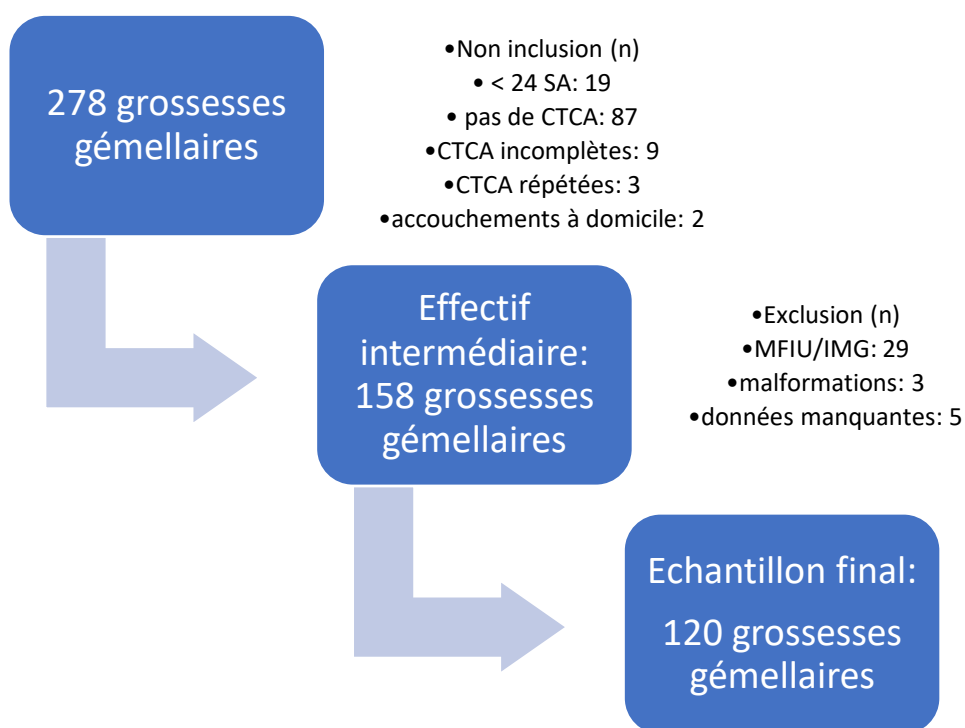 278 grossesses
gémellaires
•Non inclusion (n)
• < 24 SA: 19
• pas de CTCA: 87
•CTCA incomplètes: 9
•CTCA répétées: 3
•accouchements à domicile: 2
Effectif
intermédiaire:
158 grossesses
gémellaires
•Exclusion (n)
•MFIU/IMG: 29
•malformations: 3
•données manquantes: 5
Echantillon final:
120 grossesses
gémellaires